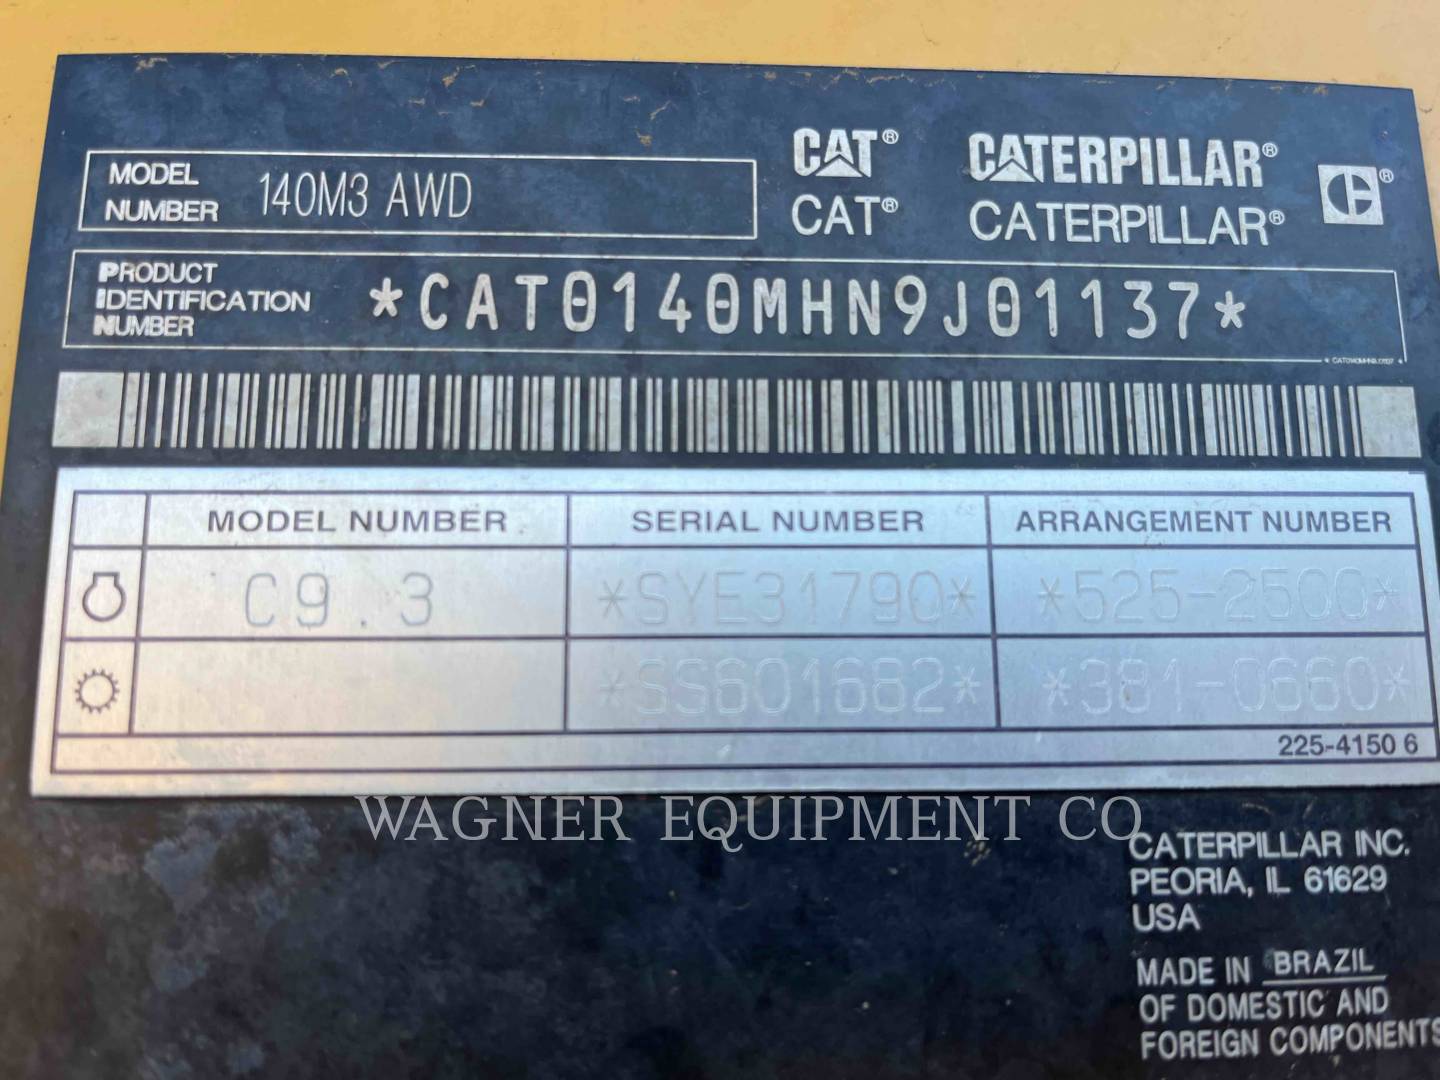 MODEL NUMBER 140M3 AWD
CAT® CATERPILLAR®
CAT® CATERPILLAR®
PRODUCT IDENTIFICATION NUMBER *CAT0140MHN9J01137*
MODEL NUMBER SERIAL NUMBER ARRANGEMENT NUMBER
C9.3 *SYE31790* *525-2500*
*SS601682* *381-0660*
225-4150 6
WAGNER EQUIPMENT CO
CATERPILLAR INC.
PEORIA, IL 61629
USA
MADE IN BRAZIL
OF DOMESTIC AND
FOREIGN COMPONENTS